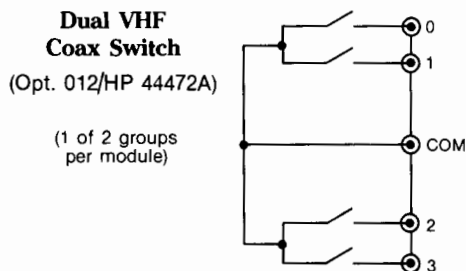 Dual VHF
Coax Switch
(Opt. 012/HP 44472A)
(1 of 2 groups
per module)
0
1
COM
2
3